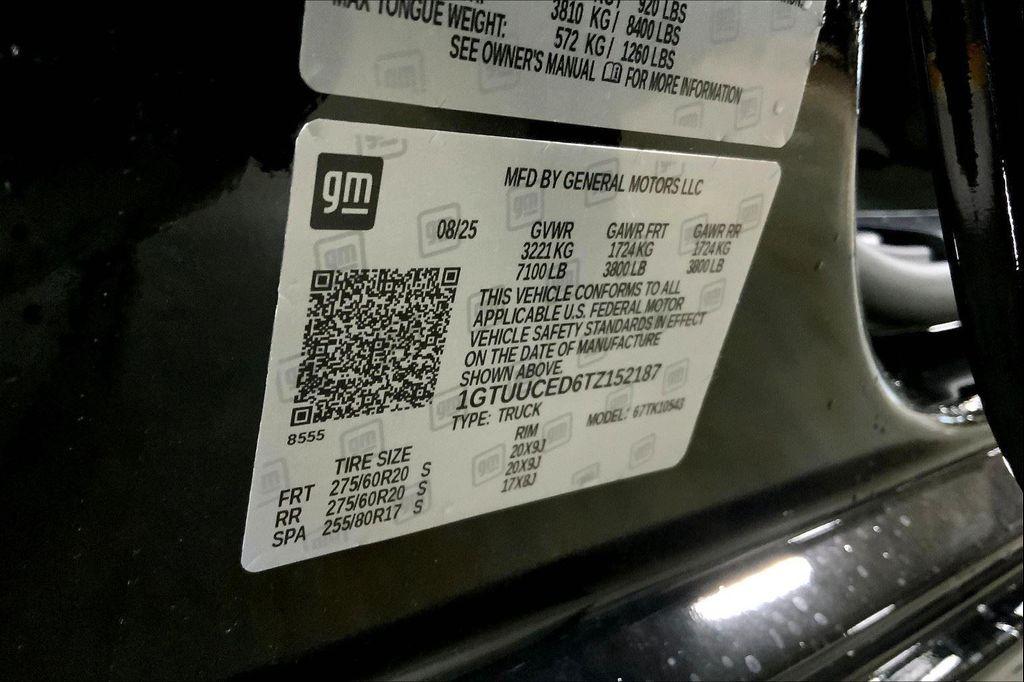 920 LBS
MAX TONGUE WEIGHT: 3810 KG/ 8400 LBS
572 KG/ 1260 LBS
SEE OWNER'S MANUAL FOR MORE INFORMATION
gm
MFD BY GENERAL MOTORS LLC
08/25 GVWR GAWR FRT GAWR RR
3221 KG 1724 KG 1724 KG
7100 LB 3800 LB 3800 LB
THIS VEHICLE CONFORMS TO ALL
APPLICABLE U.S. FEDERAL MOTOR
VEHICLE SAFETY STANDARDS IN EFFECT
ON THE DATE OF MANUFACTURE
SHOWN ABOVE.
1GTUUCED6TZ152187
TYPE: TRUCK MODEL: 67TK10543
8555
TIRE SIZE RIM
FRT 275/60R20 S 20X9J
RR 275/60R20 S 20X9J
SPA 255/80R17 S 17X8J